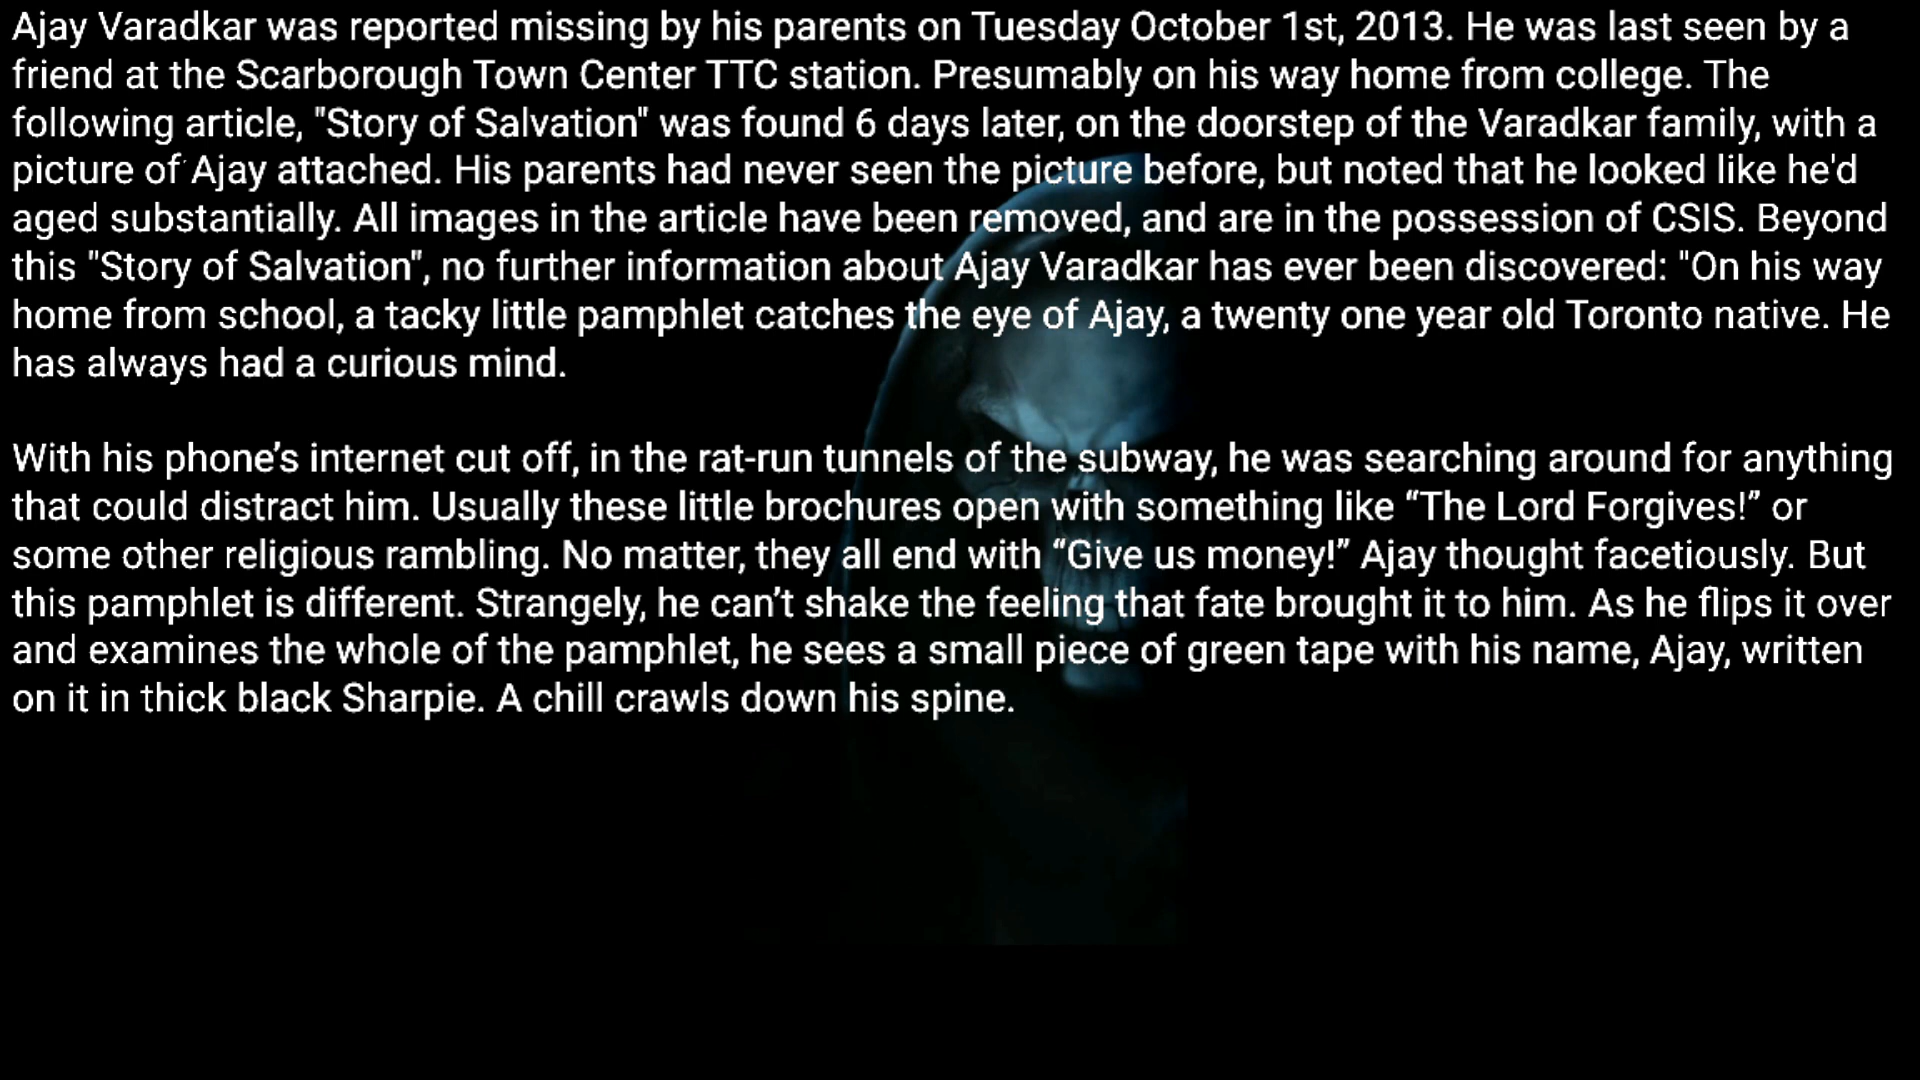 Ajay Varadkar was reported missing by his parents on Tuesday October 1st, 2013. He was last seen by a
friend at the Scarborough Town Center TTC station. Presumably on his way home from college. The
following article, "Story of Salvation" was found 6 days later, on the doorstep of the Varadkar family, with a
picture of Ajay attached. His parents had never seen the picture before, but noted that he looked like he'd
aged substantially. All images in the article have been removed, and are in the possession of CSIS. Beyond
this "Story of Salvation", no further information about Ajay Varadkar has ever been discovered: "On his way
home from school, a tacky little pamphlet catches the eye of Ajay, a twenty one year old Toronto native. He
has always had a curious mind.
With his phone’s internet cut off, in the rat-run tunnels of the subway, he was searching around for anything
that could distract him. Usually these little brochures open with something like “The Lord Forgives!” or
some other religious rambling. No matter, they all end with “Give us money!” Ajay thought facetiously. But
this pamphlet is different. Strangely, he can’t shake the feeling that fate brought it to him. As he flips it over
and examines the whole of the pamphlet, he sees a small piece of green tape with his name, Ajay, written
on it in thick black Sharpie. A chill crawls down his spine.